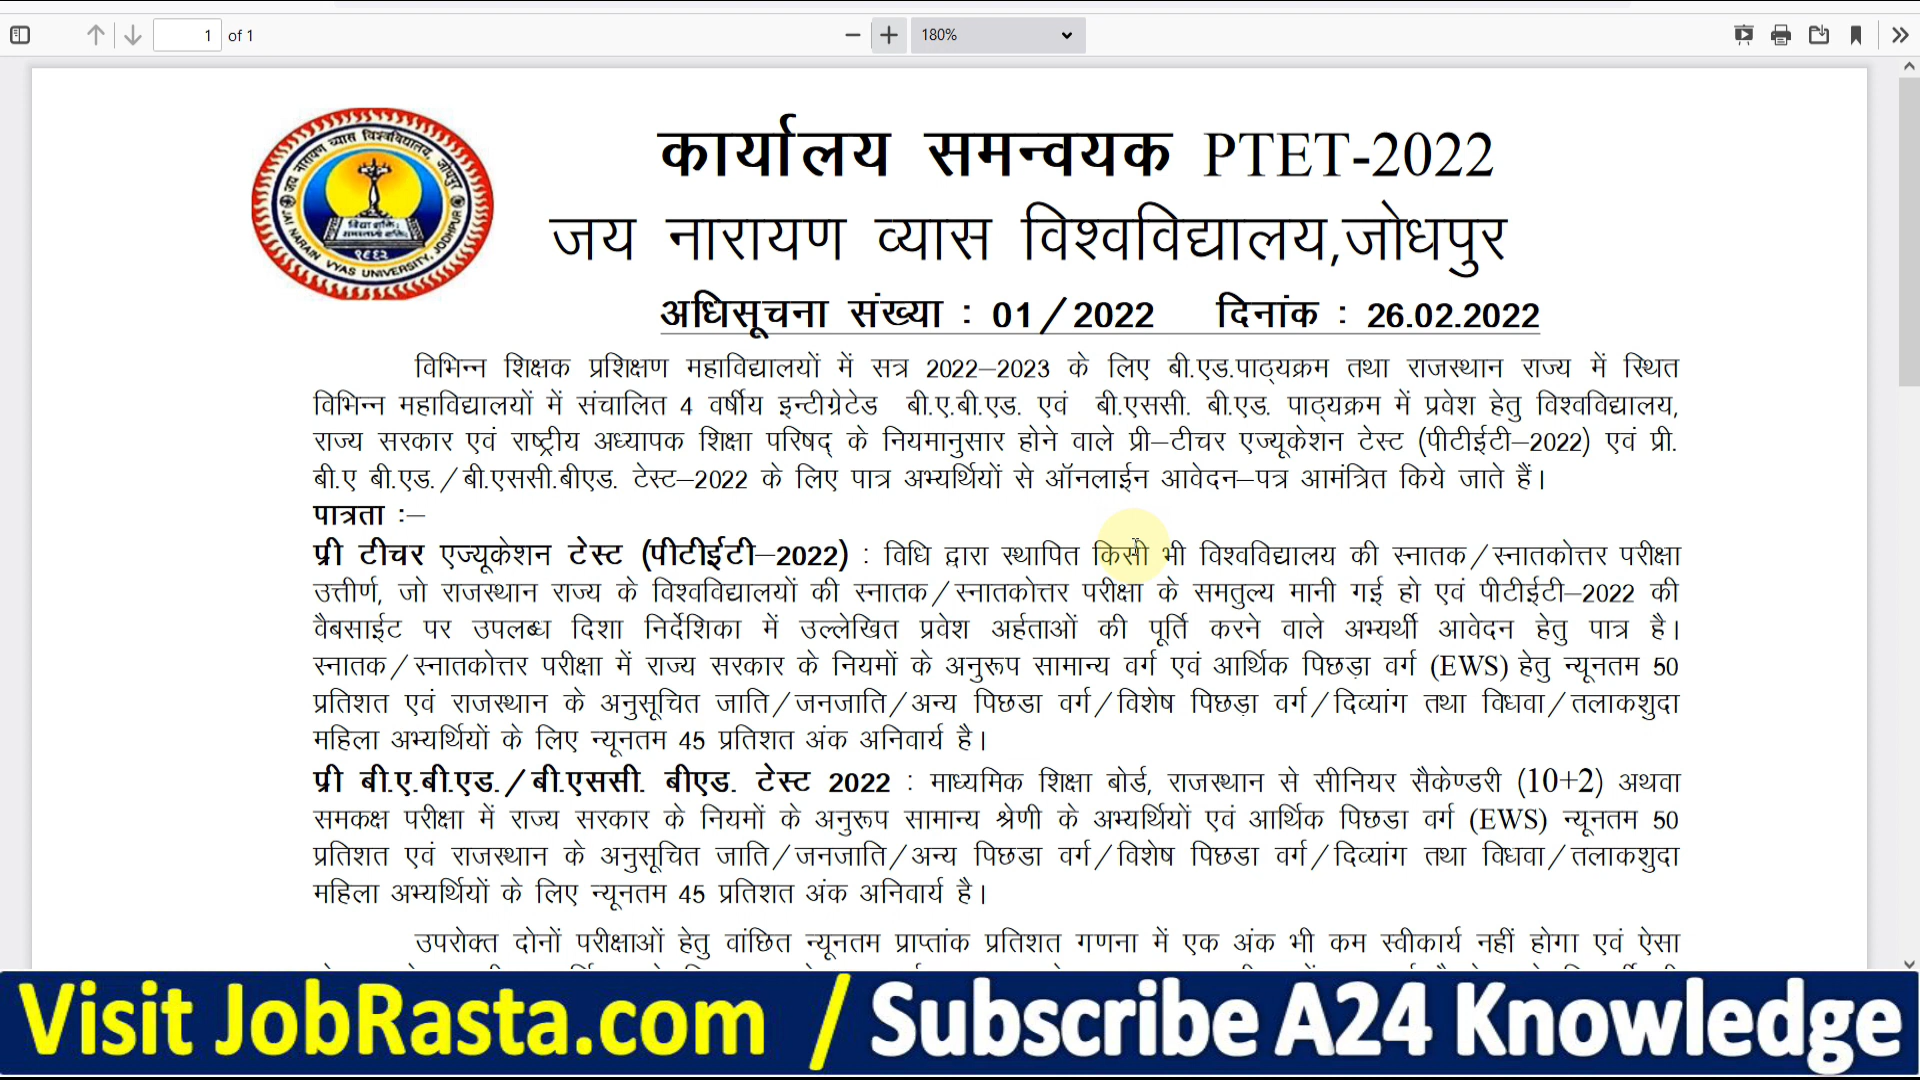 1 of 1
180%
जय नारायण व्यास विश्वविद्यालय, जोधपुर
JAI NARAIN VYAS UNIVERSITY, JODHPUR
१९६२
कार्यालय समन्वयक PTET-2022
जय नारायण व्यास विश्वविद्यालय,जोधपुर
अधिसूचना संख्या : 01/2022 दिनांक : 26.02.2022
विभिन्न शिक्षक प्रशिक्षण महाविद्यालयों में सत्र 2022–2023 के लिए बी.एड.पाठ्यक्रम तथा राजस्थान राज्य में स्थित
विभिन्न महाविद्यालयों में संचालित 4 वर्षीय इन्टीग्रेटेड बी.ए.बी.एड. एवं बी.एससी. बी.एड. पाठ्यक्रम में प्रवेश हेतु विश्वविद्यालय,
राज्य सरकार एवं राष्ट्रीय अध्यापक शिक्षा परिषद् के नियमानुसार होने वाले प्री–टीचर एज्यूकेशन टेस्ट (पीटीईटी–2022) एवं प्री.
बी.ए बी.एड./बी.एससी.बीएड. टेस्ट–2022 के लिए पात्र अभ्यर्थियों से ऑनलाईन आवेदन–पत्र आमंत्रित किये जाते हैं।
पात्रता :–
प्री टीचर एज्यूकेशन टेस्ट (पीटीईटी–2022) : विधि द्वारा स्थापित किसी भी विश्वविद्यालय की स्नातक/स्नातकोत्तर परीक्षा
उत्तीर्ण, जो राजस्थान राज्य के विश्वविद्यालयों की स्नातक/स्नातकोत्तर परीक्षा के समतुल्य मानी गई हो एवं पीटीईटी–2022 की
वैबसाईट पर उपलब्ध दिशा निर्देशिका में उल्लेखित प्रवेश अर्हताओं की पूर्ति करने वाले अभ्यर्थी आवेदन हेतु पात्र है।
स्नातक/स्नातकोत्तर परीक्षा में राज्य सरकार के नियमों के अनुरूप सामान्य वर्ग एवं आर्थिक पिछड़ा वर्ग (EWS) हेतु न्यूनतम 50
प्रतिशत एवं राजस्थान के अनुसूचित जाति/जनजाति/अन्य पिछडा वर्ग/विशेष पिछड़ा वर्ग/दिव्यांग तथा विधवा/तलाकशुदा
महिला अभ्यर्थियों के लिए न्यूनतम 45 प्रतिशत अंक अनिवार्य है।
प्री बी.ए.बी.एड./बी.एससी. बीएड. टेस्ट 2022 : माध्यमिक शिक्षा बोर्ड, राजस्थान से सीनियर सैकेण्डरी (10+2) अथवा
समकक्ष परीक्षा में राज्य सरकार के नियमों के अनुरूप सामान्य श्रेणी के अभ्यर्थियों एवं आर्थिक पिछडा वर्ग (EWS) न्यूनतम 50
प्रतिशत एवं राजस्थान के अनुसूचित जाति/जनजाति/अन्य पिछडा वर्ग/विशेष पिछडा वर्ग/दिव्यांग तथा विधवा/तलाकशुदा
महिला अभ्यर्थियों के लिए न्यूनतम 45 प्रतिशत अंक अनिवार्य है।
उपरोक्त दोनों परीक्षाओं हेतु वांछित न्यूनतम प्राप्तांक प्रतिशत गणना में एक अंक भी कम स्वीकार्य नहीं होगा एवं ऐसा
Visit JobRasta.com / Subscribe A24 Knowledge